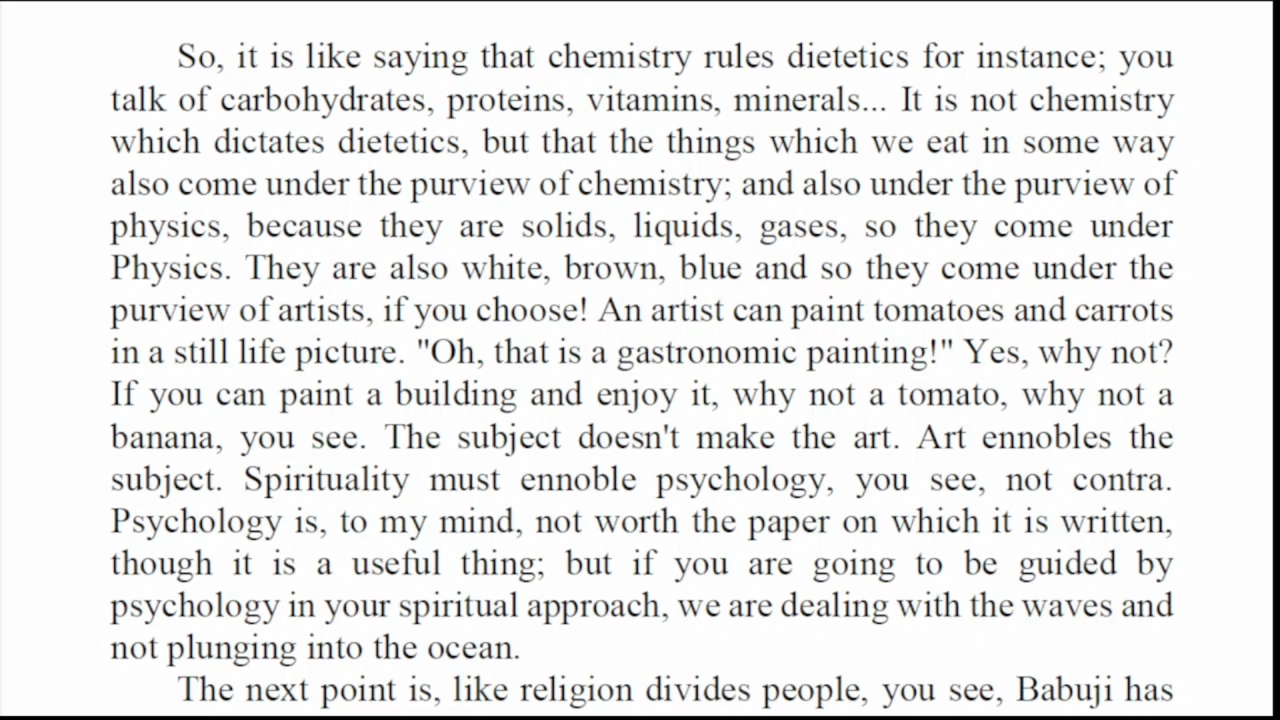 So, it is like saying that chemistry rules dietetics for instance; you
talk of carbohydrates, proteins, vitamins, minerals... It is not chemistry
which dictates dietetics, but that the things which we eat in some way
also come under the purview of chemistry; and also under the purview of
physics, because they are solids, liquids, gases, so they come under
Physics. They are also white, brown, blue and so they come under the
purview of artists, if you choose! An artist can paint tomatoes and carrots
in a still life picture. "Oh, that is a gastronomic painting!" Yes, why not?
If you can paint a building and enjoy it, why not a tomato, why not a
banana, you see. The subject doesn't make the art. Art ennobles the
subject. Spirituality must ennoble psychology, you see, not contra.
Psychology is, to my mind, not worth the paper on which it is written,
though it is a useful thing; but if you are going to be guided by
psychology in your spiritual approach, we are dealing with the waves and
not plunging into the ocean.
The next point is, like religion divides people, you see, Babuji has